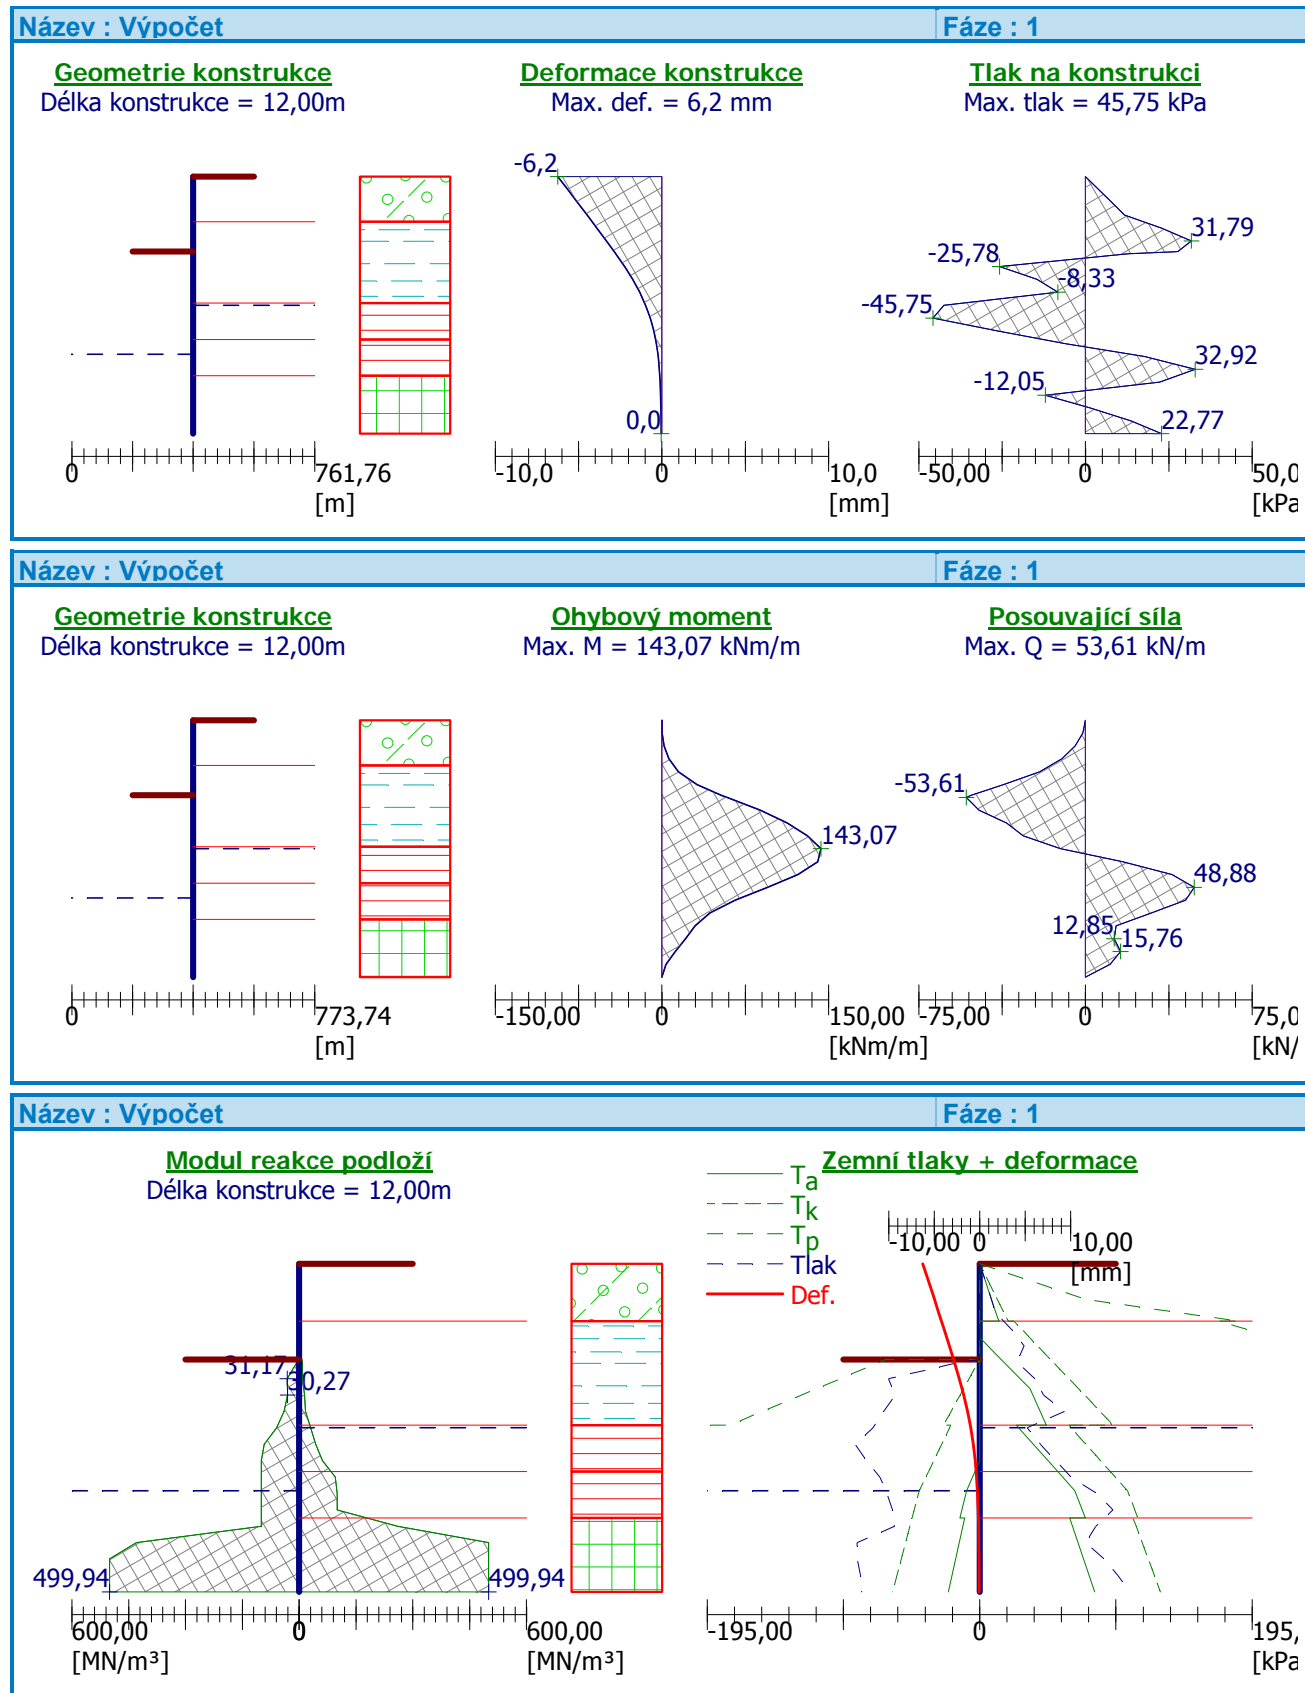 Název : Výpočet Fáze : 1
Geometrie konstrukce Deformace konstrukce Tlak na konstrukci
Délka konstrukce = 12,00m Max. def. = 6,2 mm Max. tlak = 45,75 kPa
-6,2
31,79
-25,78
-8,33
-45,75
32,92
-12,05
0,0
22,77
0 761,76 -10,0 0 10,0 -50,00 0 50,0
[m] [mm] [kPa
Název : Výpočet Fáze : 1
Geometrie konstrukce Ohybový moment Posouvající síla
Délka konstrukce = 12,00m Max. M = 143,07 kNm/m Max. Q = 53,61 kN/m
-53,61
143,07
48,88
12,85
15,76
0 773,74 -150,00 0 150,00 -75,00 0 75,0
[m] [kNm/m] [kN/
Název : Výpočet Fáze : 1
Modul reakce podloží Zemní tlaky + deformace
Délka konstrukce = 12,00m
Ta
Tk
Tp
Tlak
Def.
-10,00 0 10,00
[mm]
31,17
30,27
499,94 499,94
600,00 0 600,00 -195,00 0 195,
[MN/m³] [MN/m³] [kPa